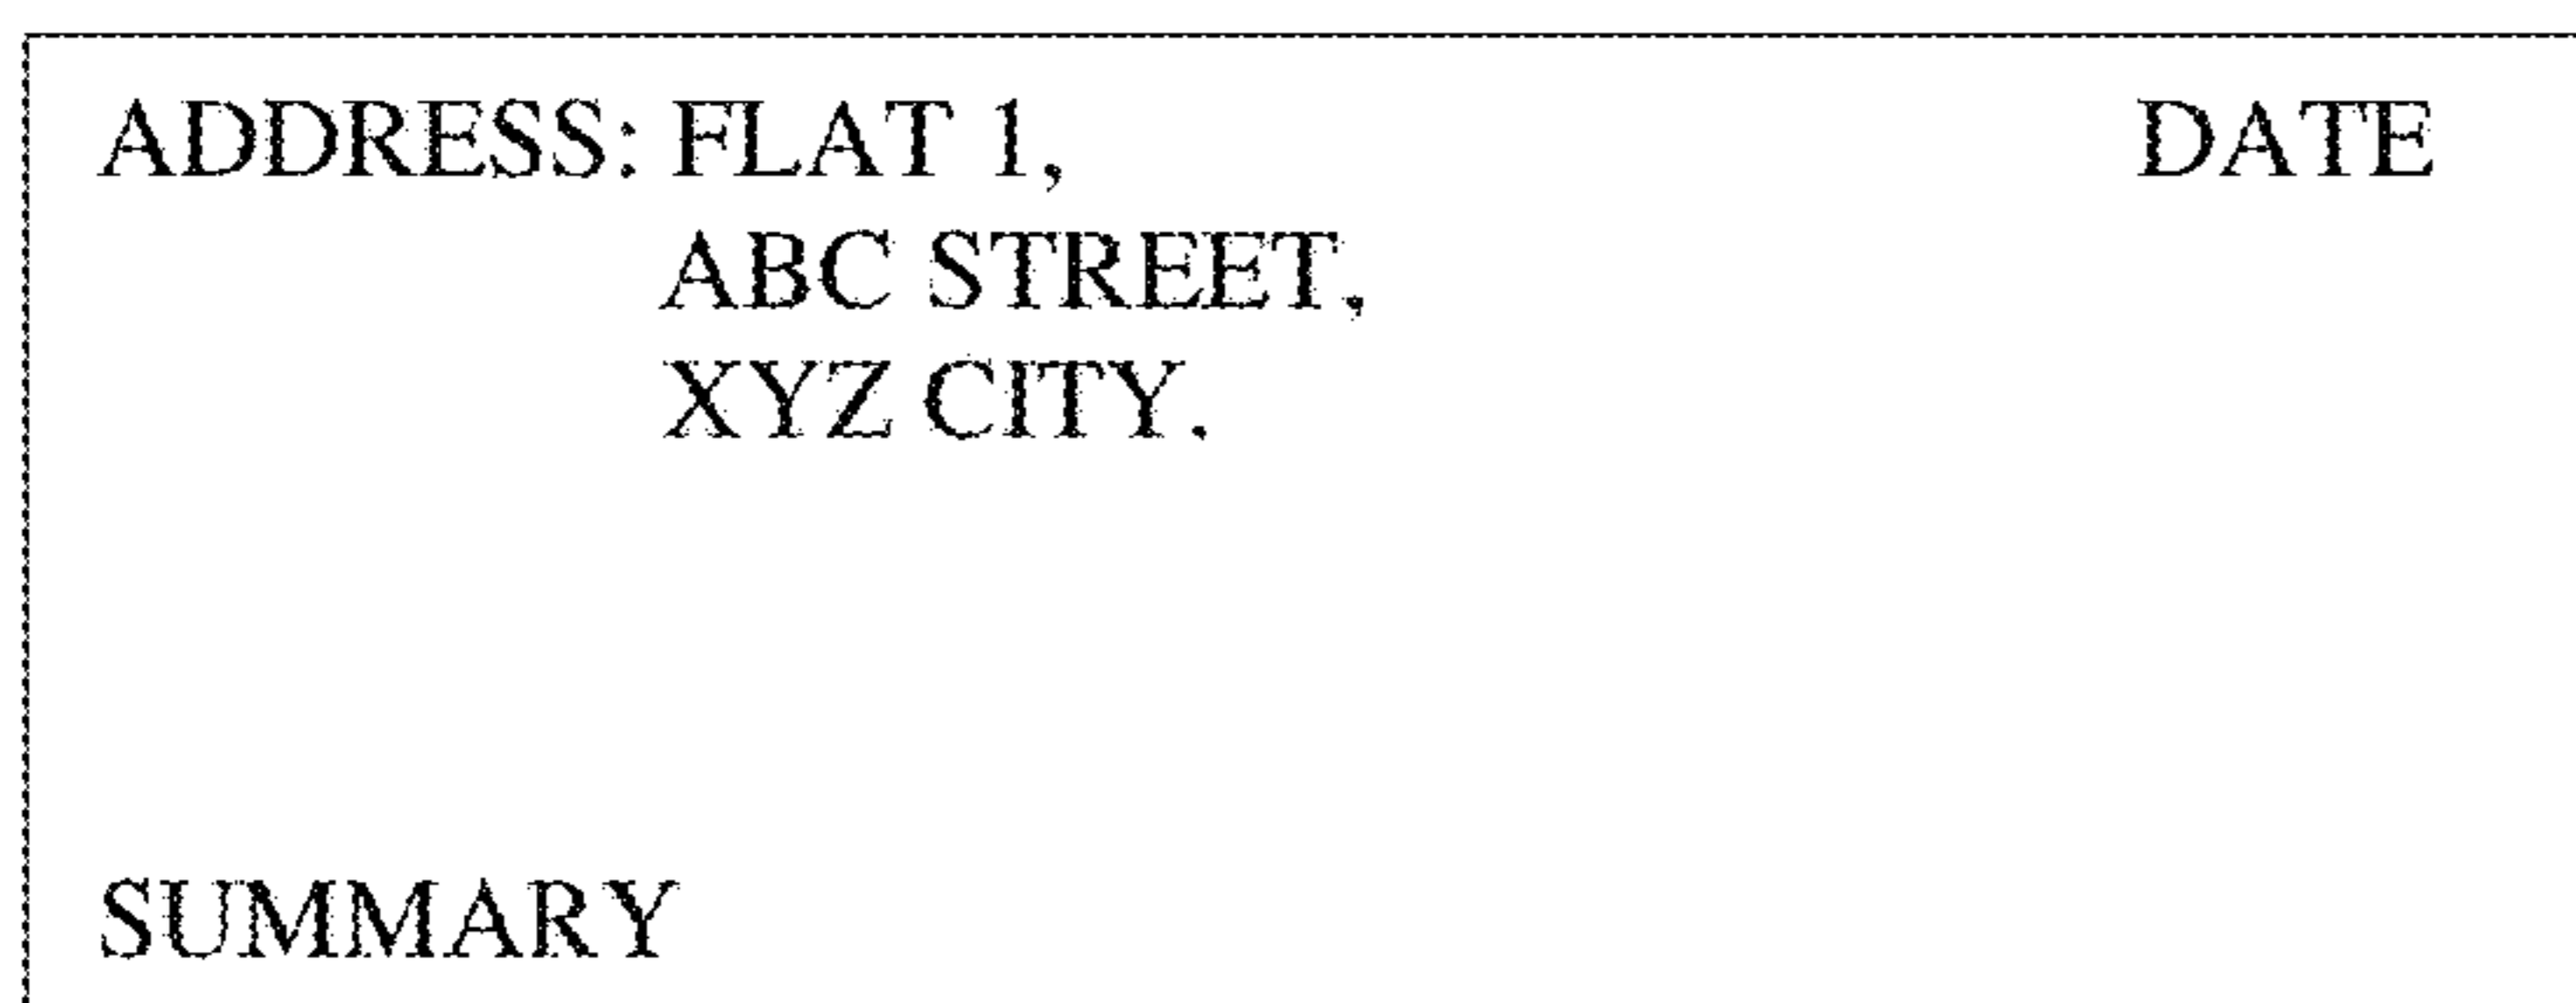 ADDRESS: FLAT 1, DATE
ABC STREET,
XYZ CITY.
SUMMARY